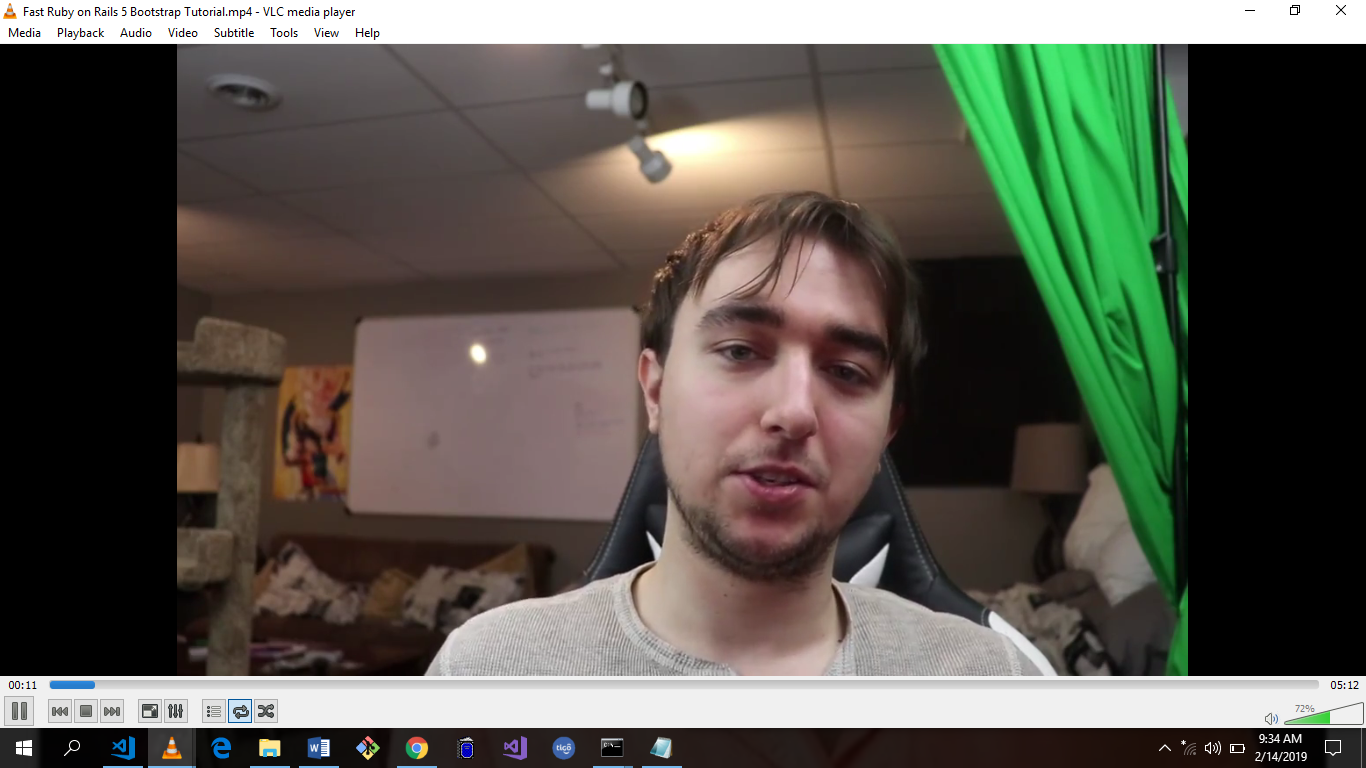 Fast Ruby on Rails 5 Bootstrap Tutorial.mp4 - VLC media player
Media Playback Audio Video Subtitle Tools View Help
00:11 05:12
72%
tigo
9:34 AM
2/14/2019